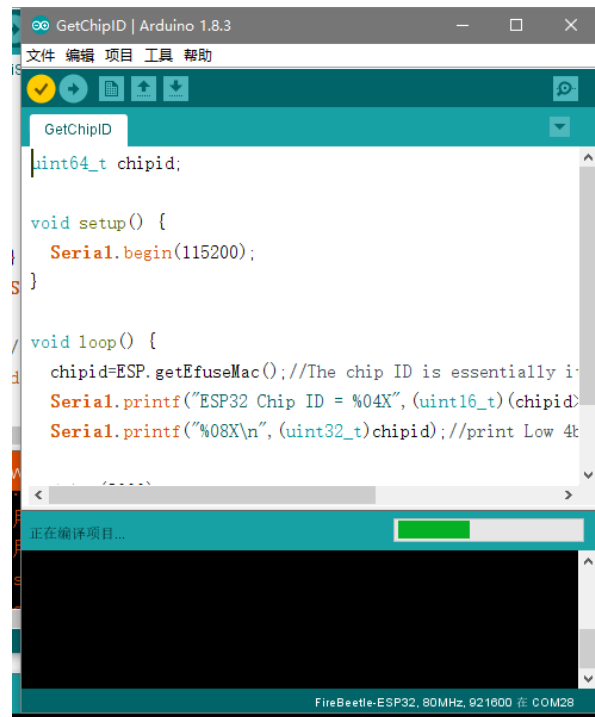 GetChipID | Arduino 1.8.3
文件 编辑 项目 工具 帮助
GetChipID
uint64_t chipid;
void setup() {
Serial.begin(115200);
}
void loop() {
chipid=ESP.getEfuseMac();//The chip ID is essentially i
Serial.printf("ESP32 Chip ID = %04X",(uint16_t)(chipid>
Serial.printf("%08X\n",(uint32_t)chipid);//print Low 4b
正在编译项目...
FireBeetle-ESP32, 80MHz, 921600 在 COM28